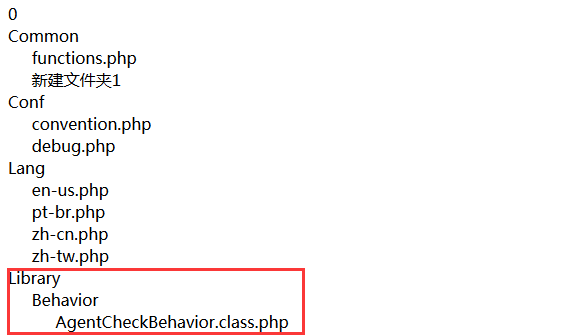 0
Common
functions.php
新建文件夹1
Conf
convention.php
debug.php
Lang
en-us.php
pt-br.php
zh-cn.php
zh-tw.php
Library
Behavior
AgentCheckBehavior.class.php